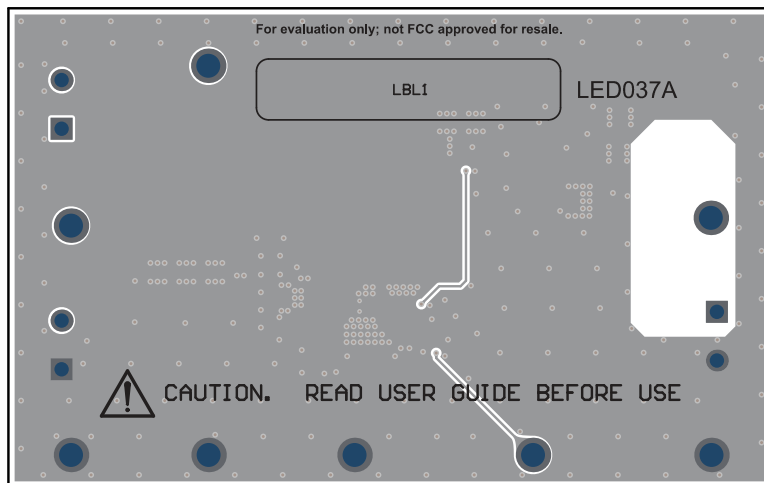 For evaluation only; not FCC approved for resale.
LBL1
LED037A
CAUTION. READ USER GUIDE BEFORE USE